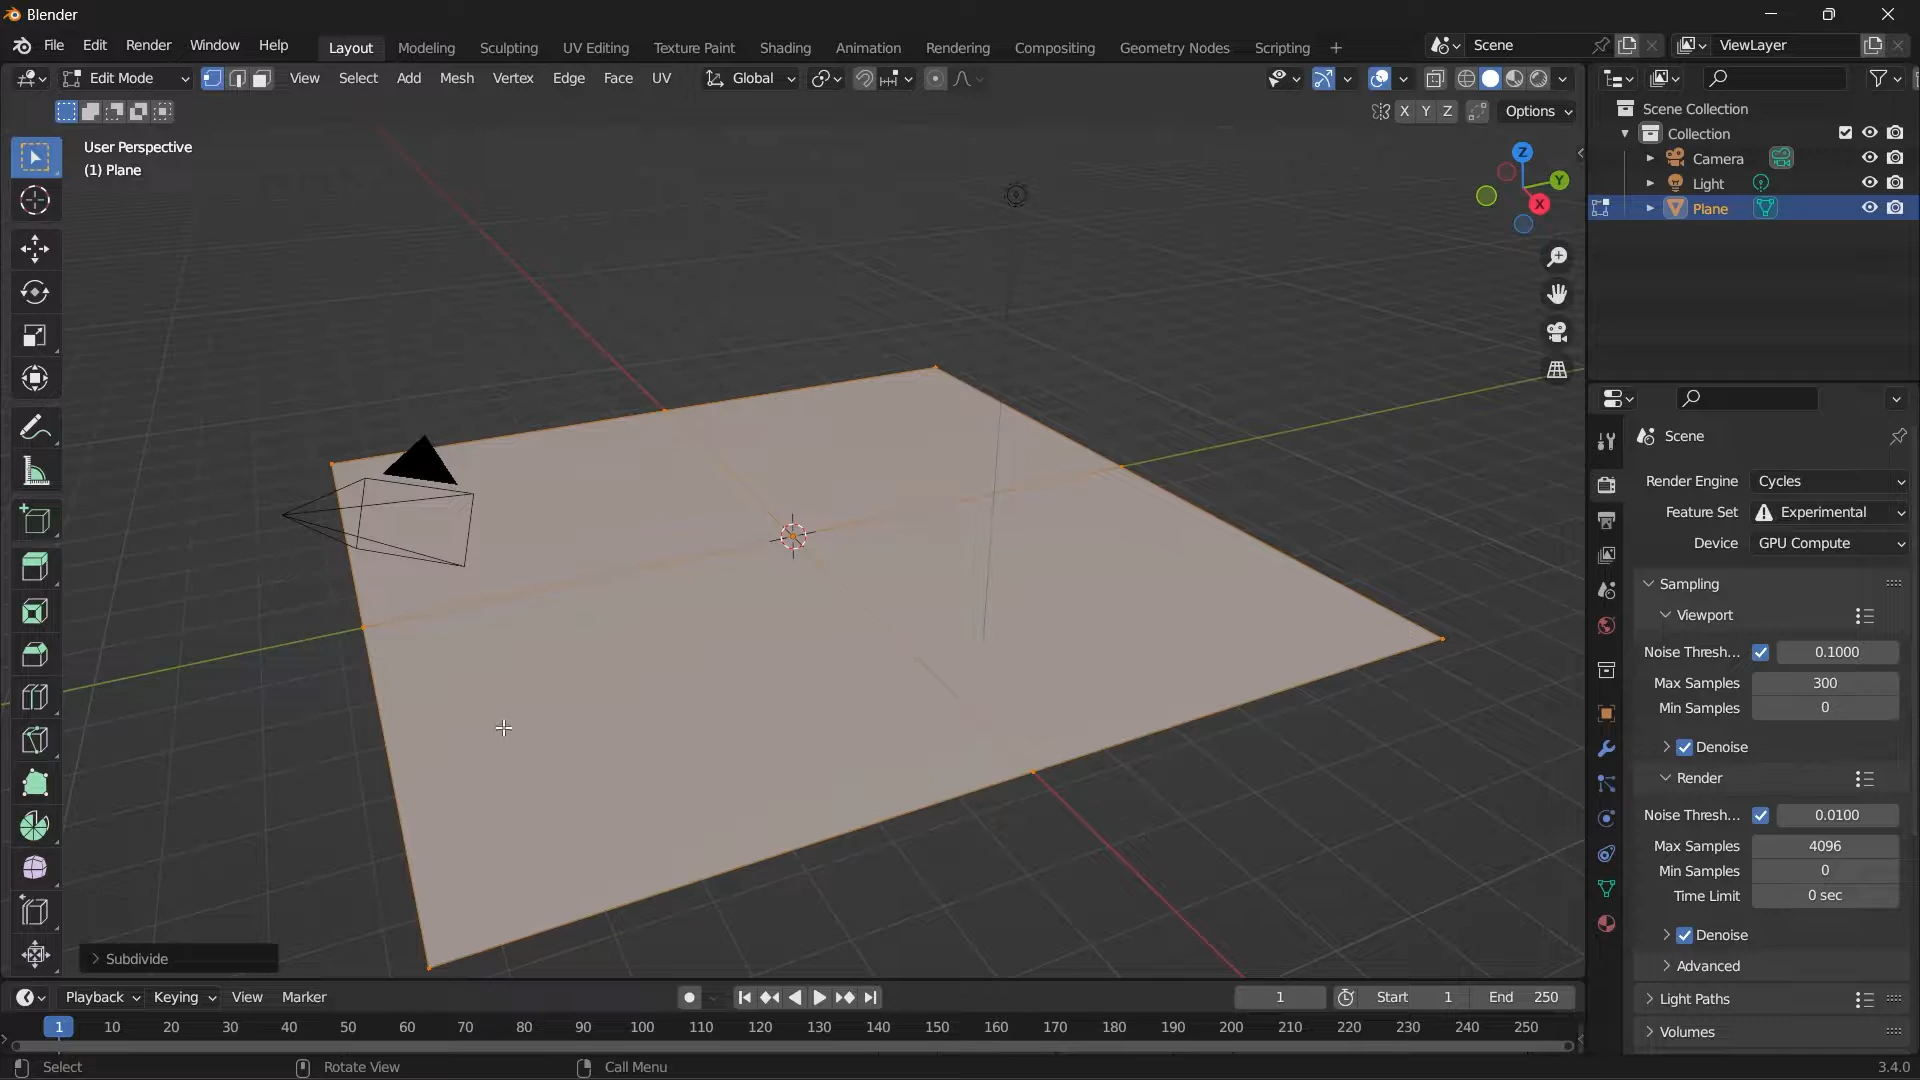 Blender
File Edit Render Window Help Layout Modeling Sculpting UV Editing Texture Paint Shading Animation Rendering Compositing Geometry Nodes Scripting + Scene ViewLayer
Edit Mode View Select Add Mesh Vertex Edge Face UV Global
X Y Z Options
User Perspective
(1) Plane
Z
Y
X
Scene Collection
Collection
Camera
Light
Plane
Scene
Render Engine Cycles
Feature Set Experimental
Device GPU Compute
Sampling
Viewport
Noise Thresh... 0.1000
Max Samples 300
Min Samples 0
Denoise
Render
Noise Thresh... 0.0100
Max Samples 4096
Min Samples 0
Time Limit 0 sec
Denoise
Advanced
Light Paths
Volumes
Subdivide
Playback Keying View Marker 1 Start 1 End 250
1 10 20 30 40 50 60 70 80 90 100 110 120 130 140 150 160 170 180 190 200 210 220 230 240 250
Select Rotate View Call Menu 3.4.0